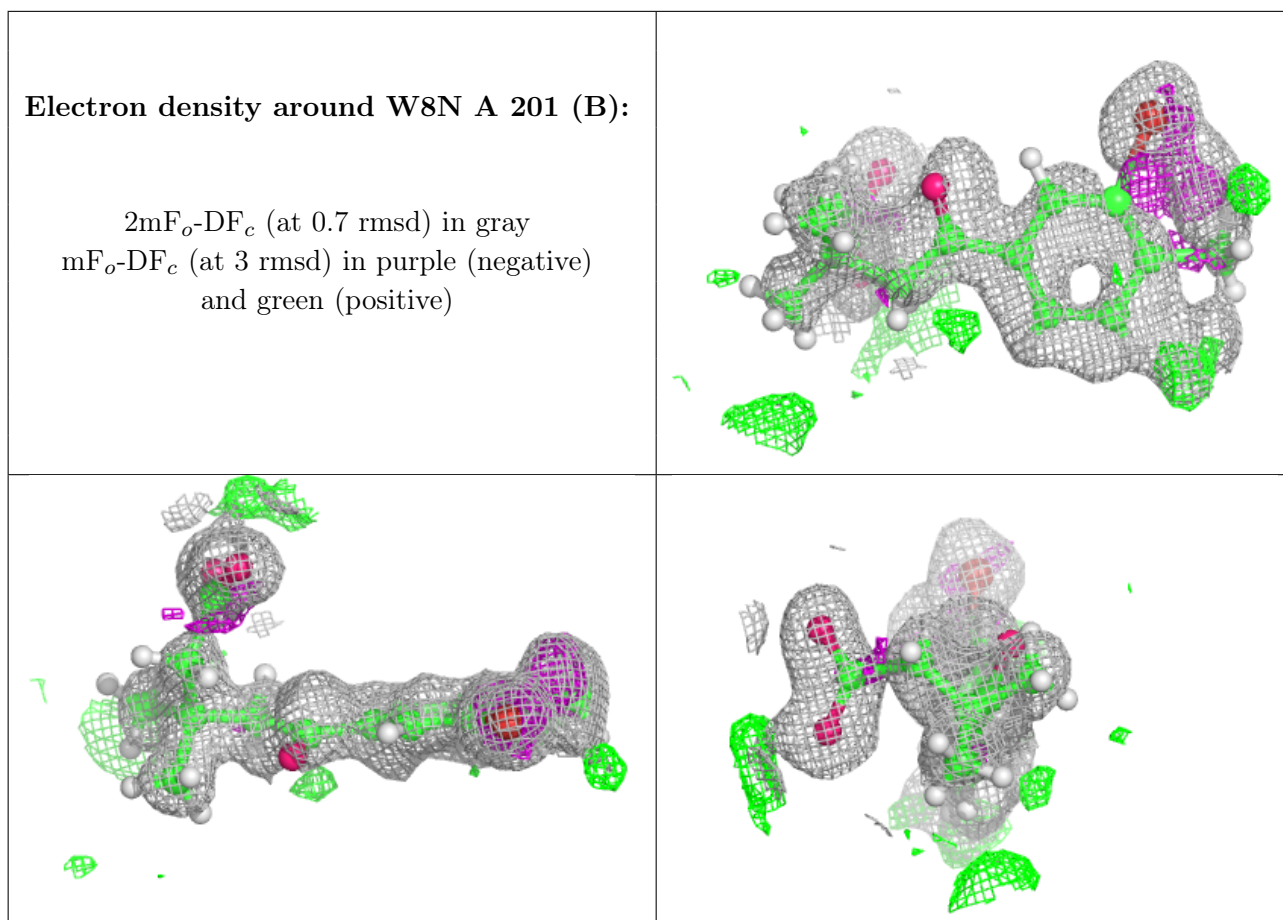 Electron density around W8N A 201 (B):
2mFo-DFc (at 0.7 rmsd) in gray
mFo-DFc (at 3 rmsd) in purple (negative)
and green (positive)